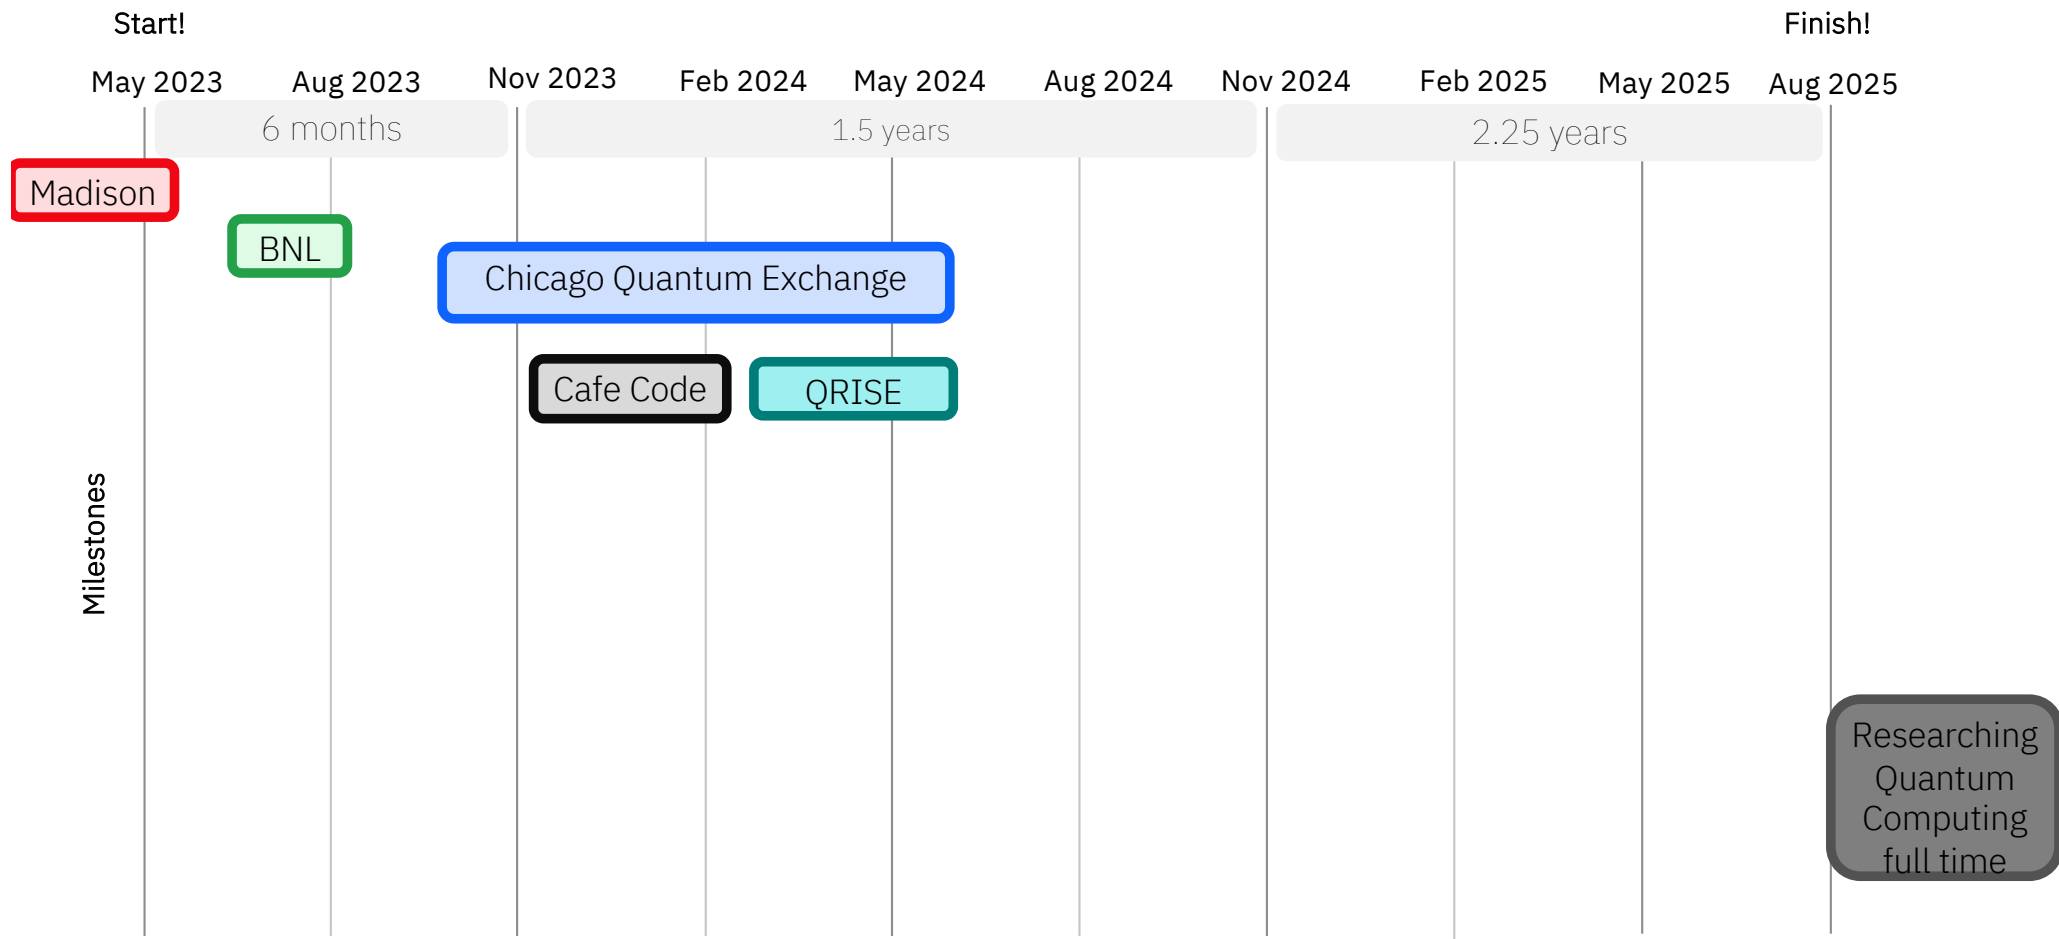 Start!
Finish!
May 2023
Aug 2023
Nov 2023
Feb 2024
May 2024
Aug 2024
Nov 2024
Feb 2025
May 2025
Aug 2025
6 months
1.5 years
2.25 years
Madison
BNL
Chicago Quantum Exchange
Cafe Code
QRISE
Milestones
Researching
Quantum
Computing
full time